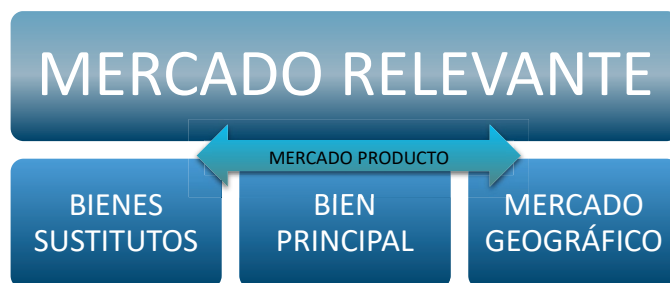 MERCADO RELEVANTE
MERCADO PRODUCTO
BIENES
SUSTITUTOS
BIEN
PRINCIPAL
MERCADO
GEOGRÁFICO